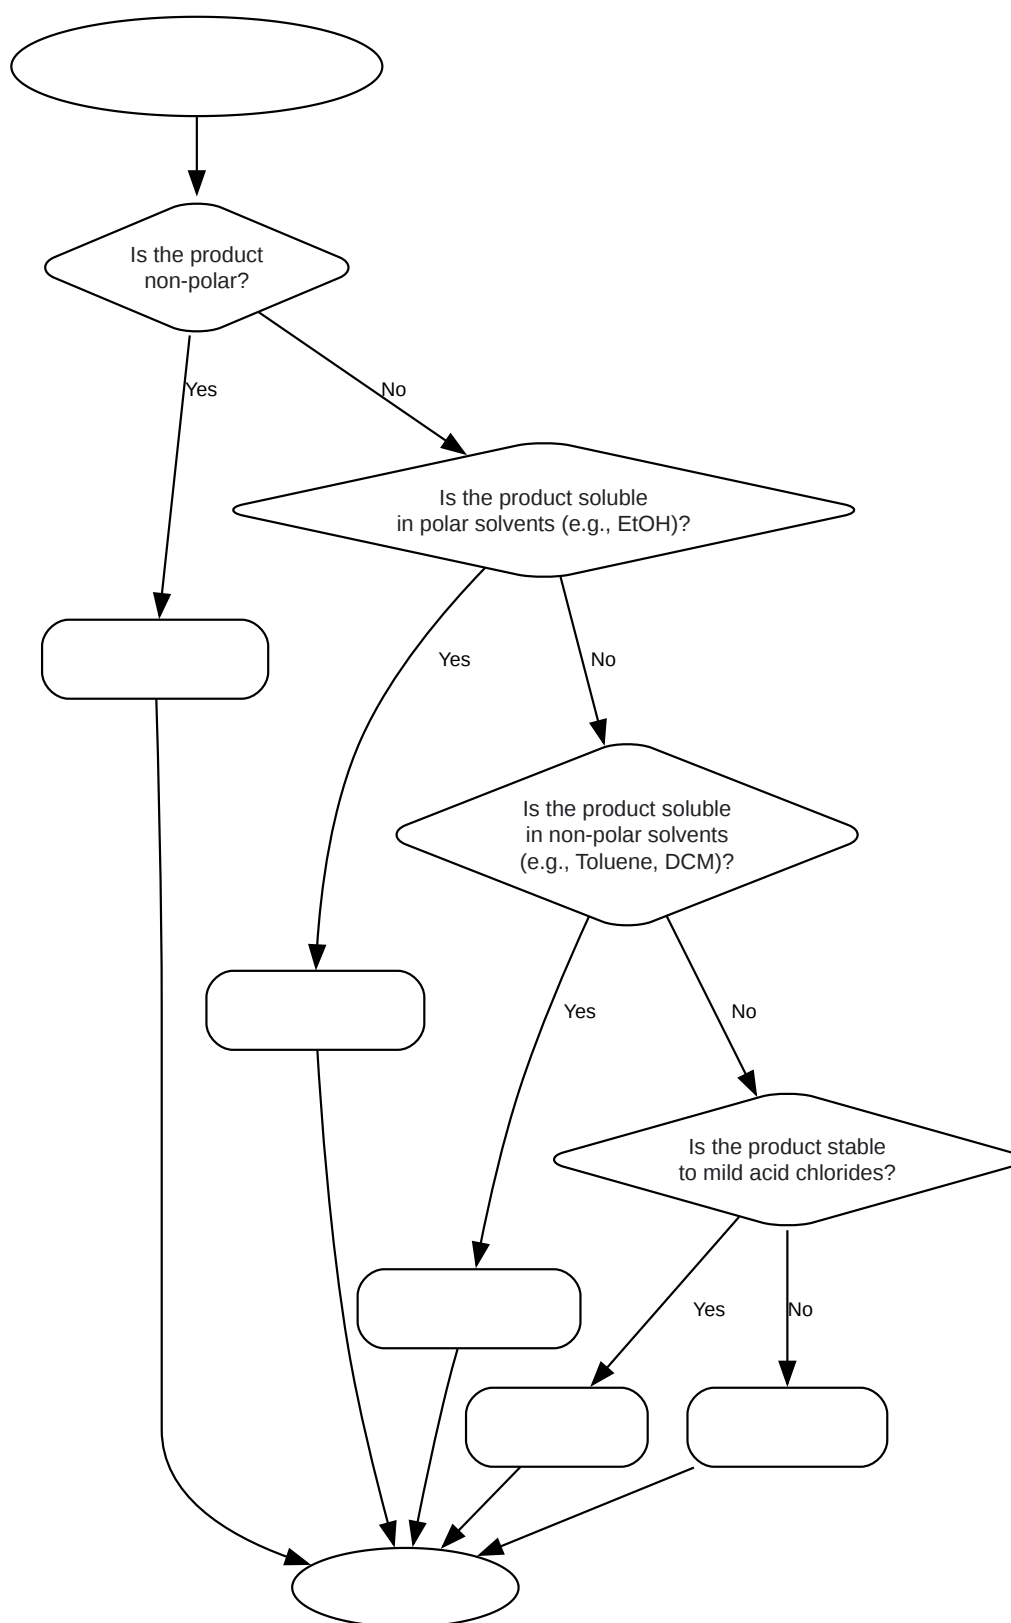 Is the product
non-polar?
Yes
No
Is the product soluble
in polar solvents (e.g., EtOH)?
Yes
No
Is the product soluble
in non-polar solvents
(e.g., Toluene, DCM)?
Yes
No
Is the product stable
to mild acid chlorides?
Yes
No